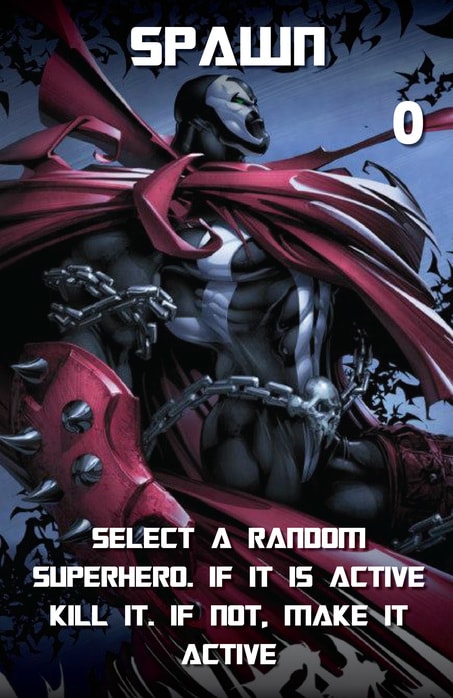 SPAWN
0
SELECT A RANDOM
SUPERHERO. IF IT IS ACTIVE
KILL IT. IF NOT, MAKE IT
ACTIVE